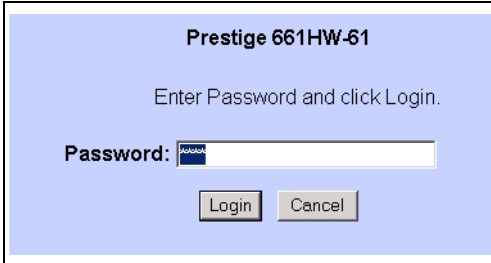 Prestige 661HW-61
Enter Password and click Login.
Password: ****
Login Cancel